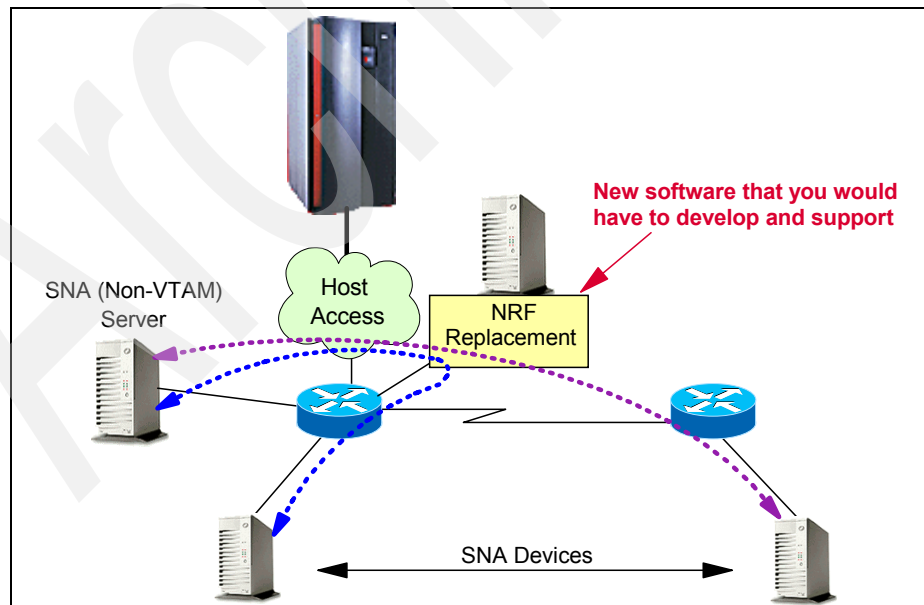 New software that you would
have to develop and support
SNA (Non-VTAM)
Server
Host
Access
NRF
Replacement
SNA Devices